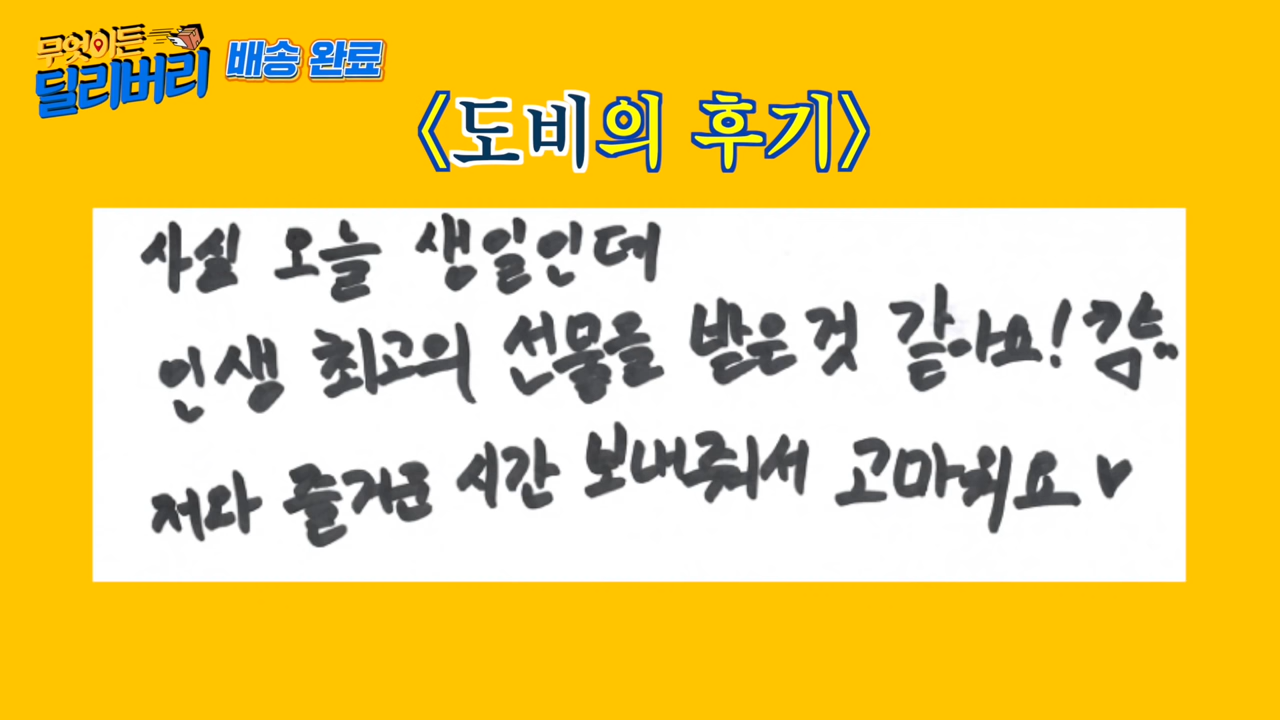 무엇이든
딜리버리 배송 완료
<도비의 후기>
사실 오늘 생일인데
인생 최고의 선물을 받은 것 같아요!
저와 즐거운 시간 보내줘서 고마워요♥